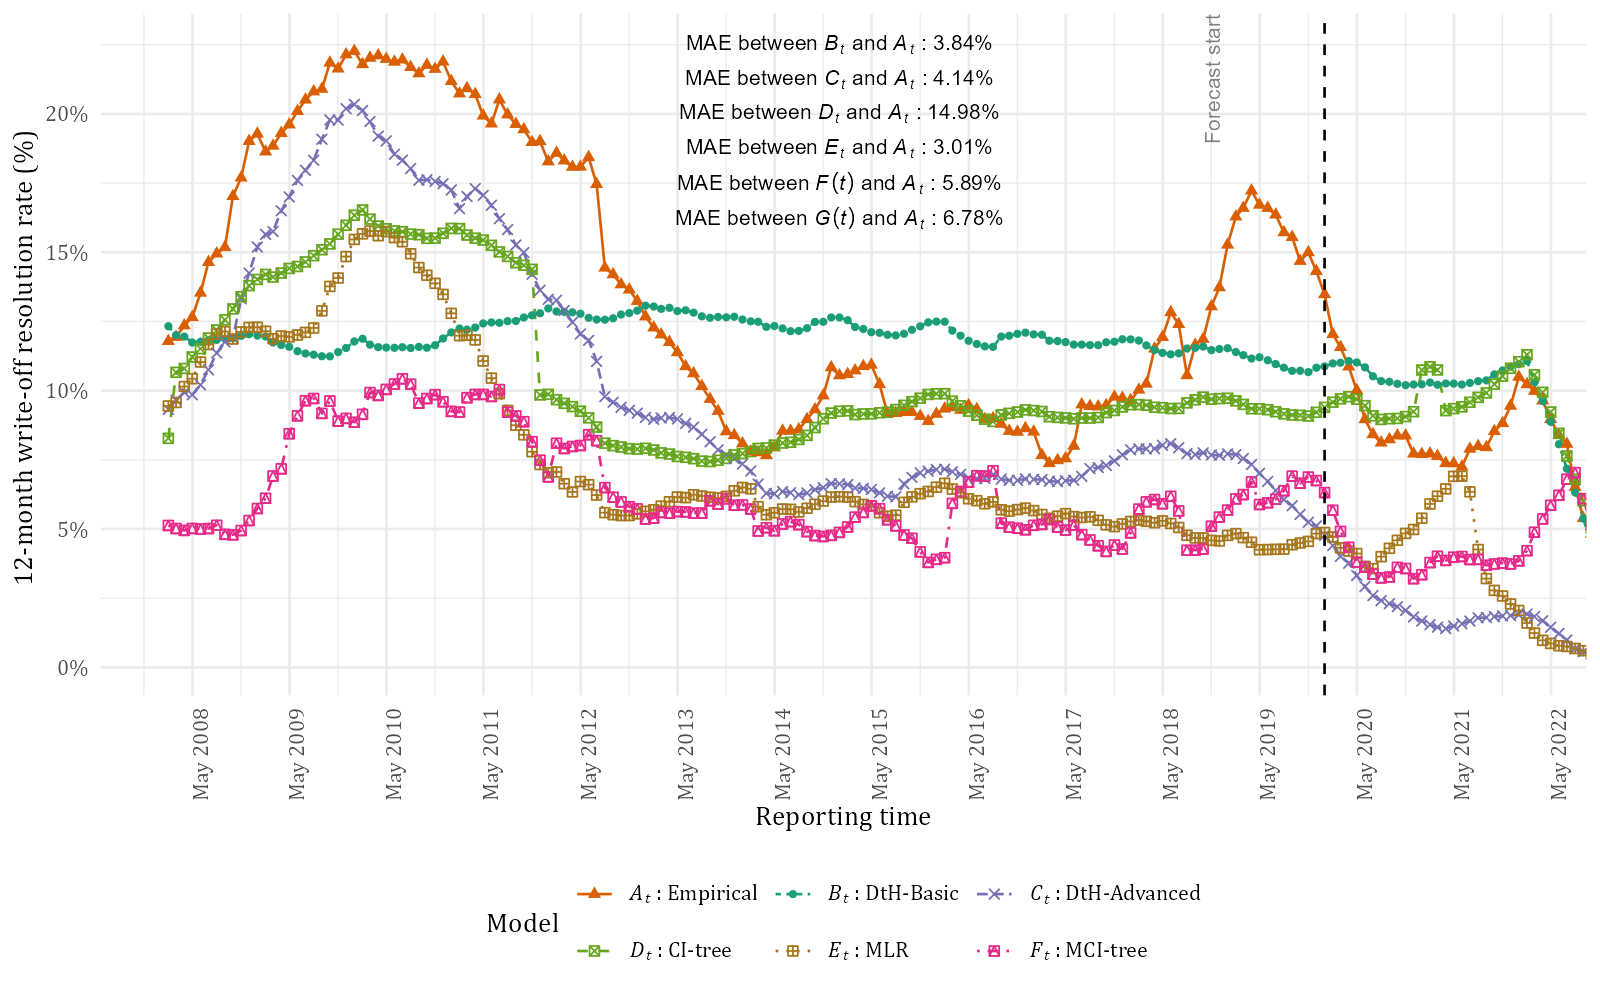 MAE between Bt and At : 3.84%
MAE between Ct and At : 4.14%
MAE between Dt and At : 14.98%
MAE between Et and At : 3.01%
MAE between F(t) and At : 5.89%
MAE between G(t) and At : 6.78%
Forecast start
12-month write-off resolution rate (%)
20%
15%
10%
5%
0%
May 2008
May 2009
May 2010
May 2011
May 2012
May 2013
May 2014
May 2015
May 2016
May 2017
May 2018
May 2019
May 2020
May 2021
May 2022
Reporting time
Model
At : Empirical
Bt : DtH-Basic
Ct : DtH-Advanced
Dt : CI-tree
Et : MLR
Ft : MCI-tree